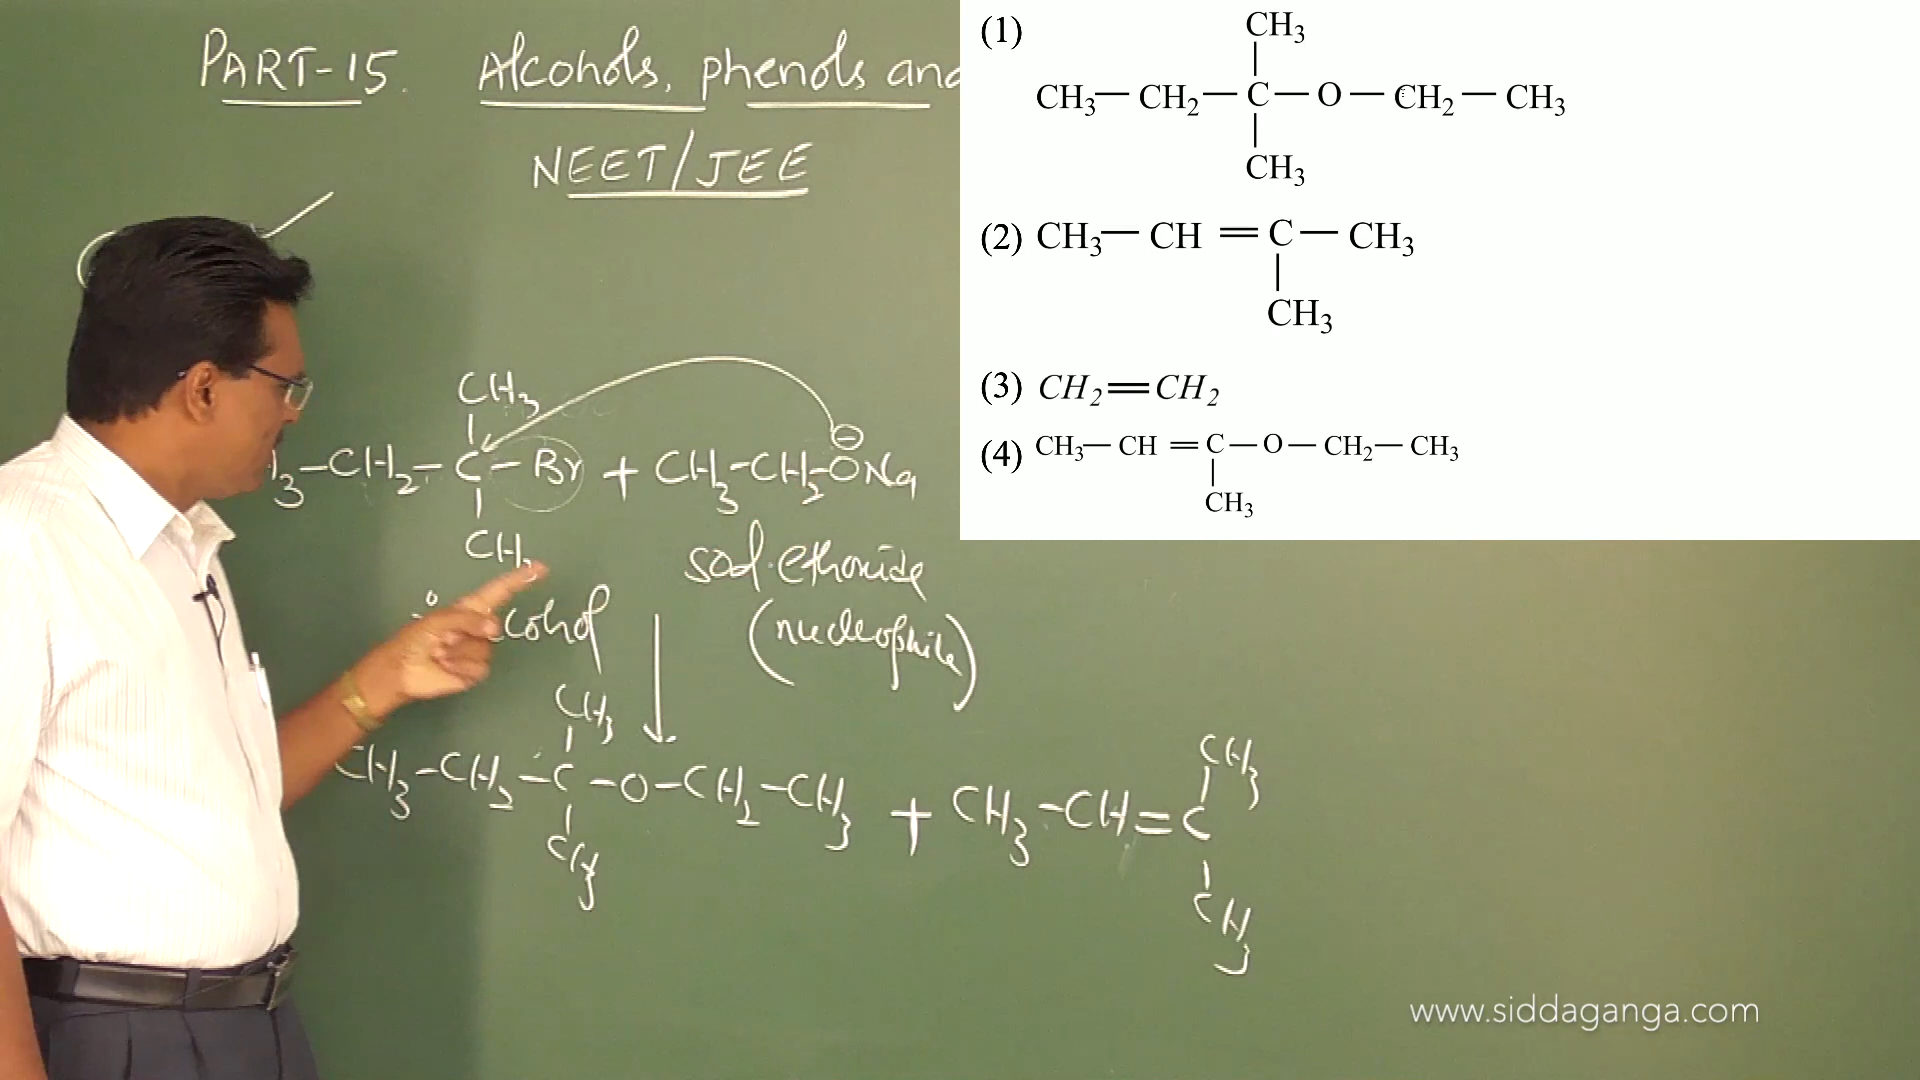 PART-15. Alcohols, phenols and
NEET/JEE
(1) CH3—CH2—C—O—CH2—CH3
CH3
CH3
(2) CH3—CH=C—CH3
CH3
(3) CH2=CH2
(4) CH3—CH=C—O—CH2—CH3
CH3
CH3
3-CH2-C-Br + CH3-CH2-ONa
CH3
sod.ethoxide
(nucleophile)
CH3
CH3-CH2-C-O-CH2-CH3 + CH3-CH=C
CH3
CH3
CH3
www.siddaganga.com